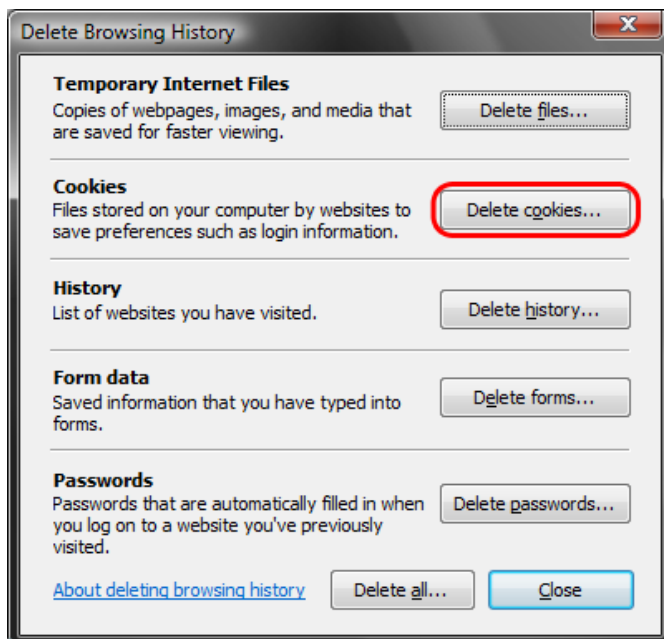 Delete Browsing History
Temporary Internet Files
Copies of webpages, images, and media that
are saved for faster viewing.
Delete files...
Cookies
Files stored on your computer by websites to
save preferences such as login information.
Delete cookies...
History
List of websites you have visited.
Delete history...
Form data
Saved information that you have typed into
forms.
Delete forms...
Passwords
Passwords that are automatically filled in when
you log on to a website you've previously
visited.
Delete passwords...
About deleting browsing history
Delete all...
Close